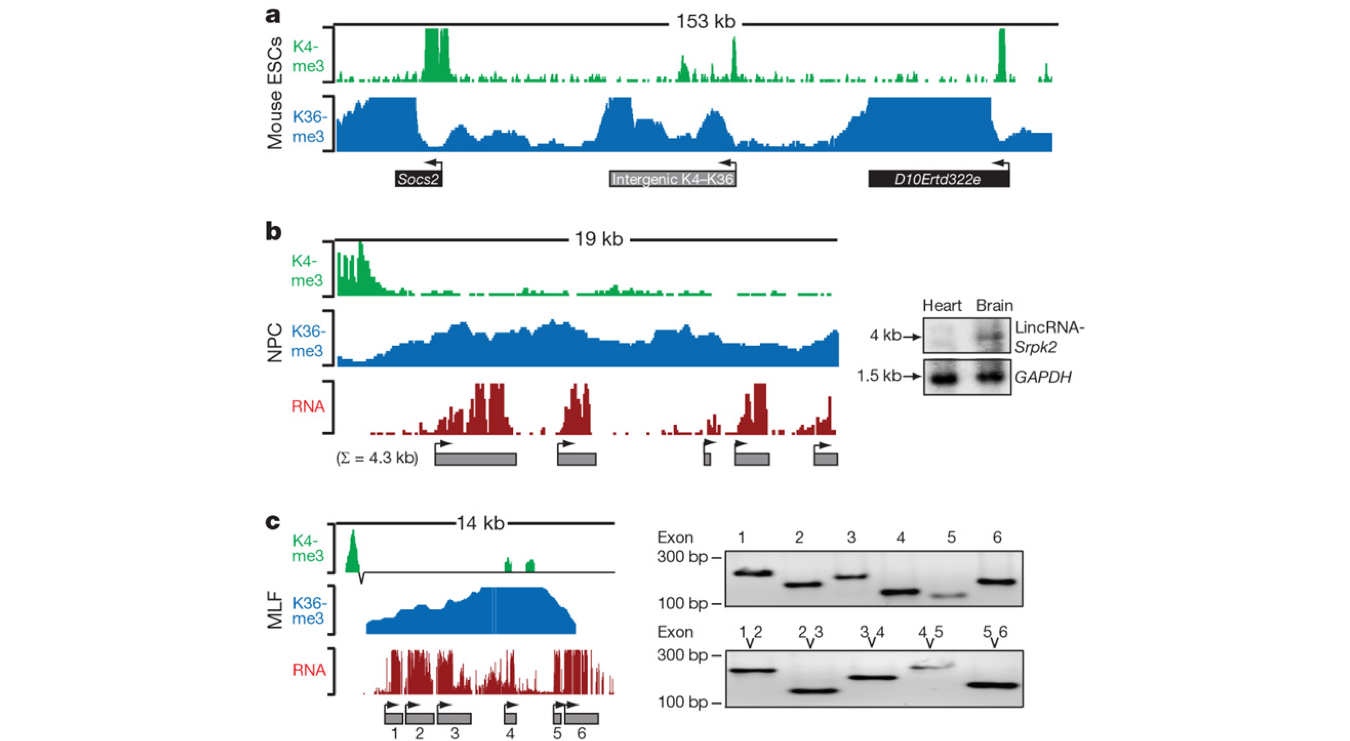 a
153 kb
Mouse ESCs
K4-
me3
K36-
me3
Socs2
Intergenic K4–K36
D10Ertd322e
b
19 kb
NPC
K4-
me3
K36-
me3
RNA
(Σ = 4.3 kb)
Heart Brain
4 kb
LincRNA-
Srpk2
1.5 kb
GAPDH
c
14 kb
MLF
K4-
me3
K36-
me3
RNA
1 2 3 4 5 6
Exon 1 2 3 4 5 6
300 bp
100 bp
Exon 1,2 2,3 3,4 4,5 5,6
300 bp
100 bp